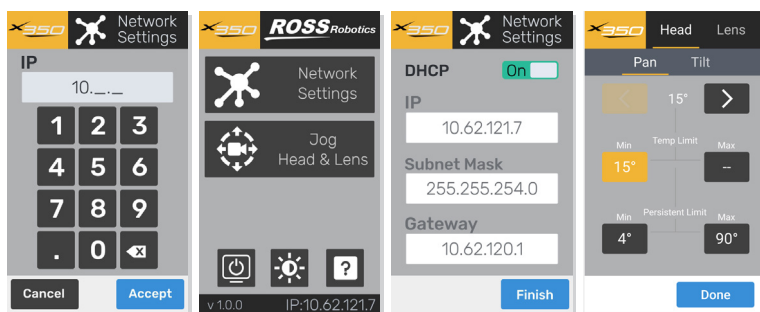 X350
Network
Settings
IP
10._._
1 2 3
4 5 6
7 8 9
. 0 x
Cancel Accept
X350 ROSS Robotics
Network
Settings
Jog
Head & Lens
?
v 1.0.0 IP:10.62.121.7
X350
Network
Settings
DHCP On
IP
10.62.121.7
Subnet Mask
255.255.254.0
Gateway
10.62.120.1
Finish
X350 Head Lens
Pan Tilt
< 15° >
Min Temp Limit Max
15° --
Min Persistent Limit Max
4° 90°
Done